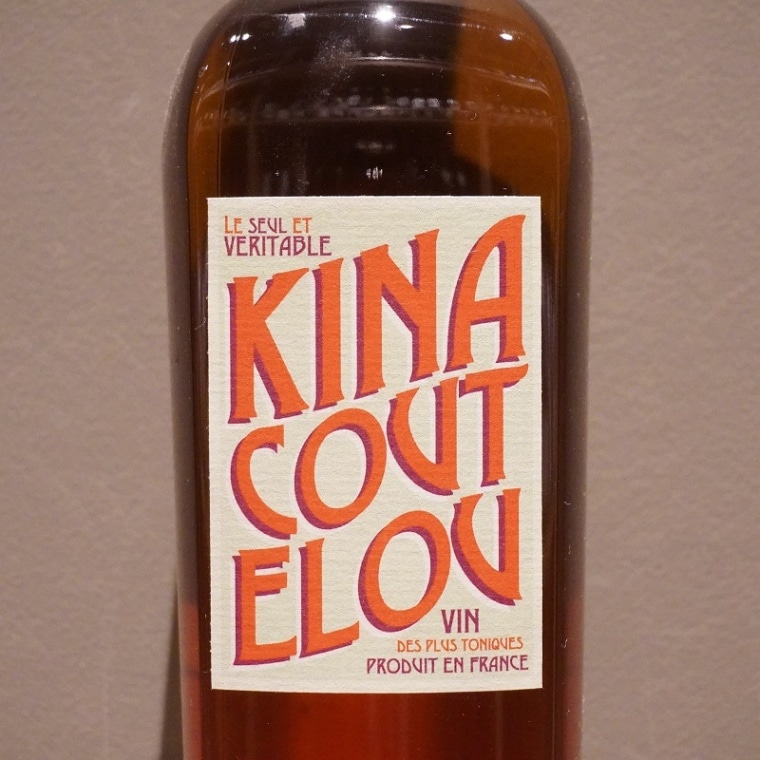 Le seul et
veritable
KINA
COUT
ELOU
VIN
DES PLUS TONIQUES
PRODUIT EN FRANCE